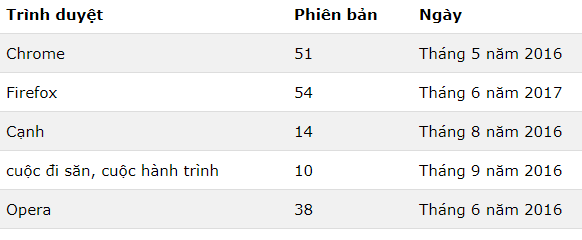 Trình duyệt Phiên bản Ngày
Chrome 51 Tháng 5 năm 2016
Firefox 54 Tháng 6 năm 2017
Cạnh 14 Tháng 8 năm 2016
cuộc đi săn, cuộc hành trình 10 Tháng 9 năm 2016
Opera 38 Tháng 6 năm 2016